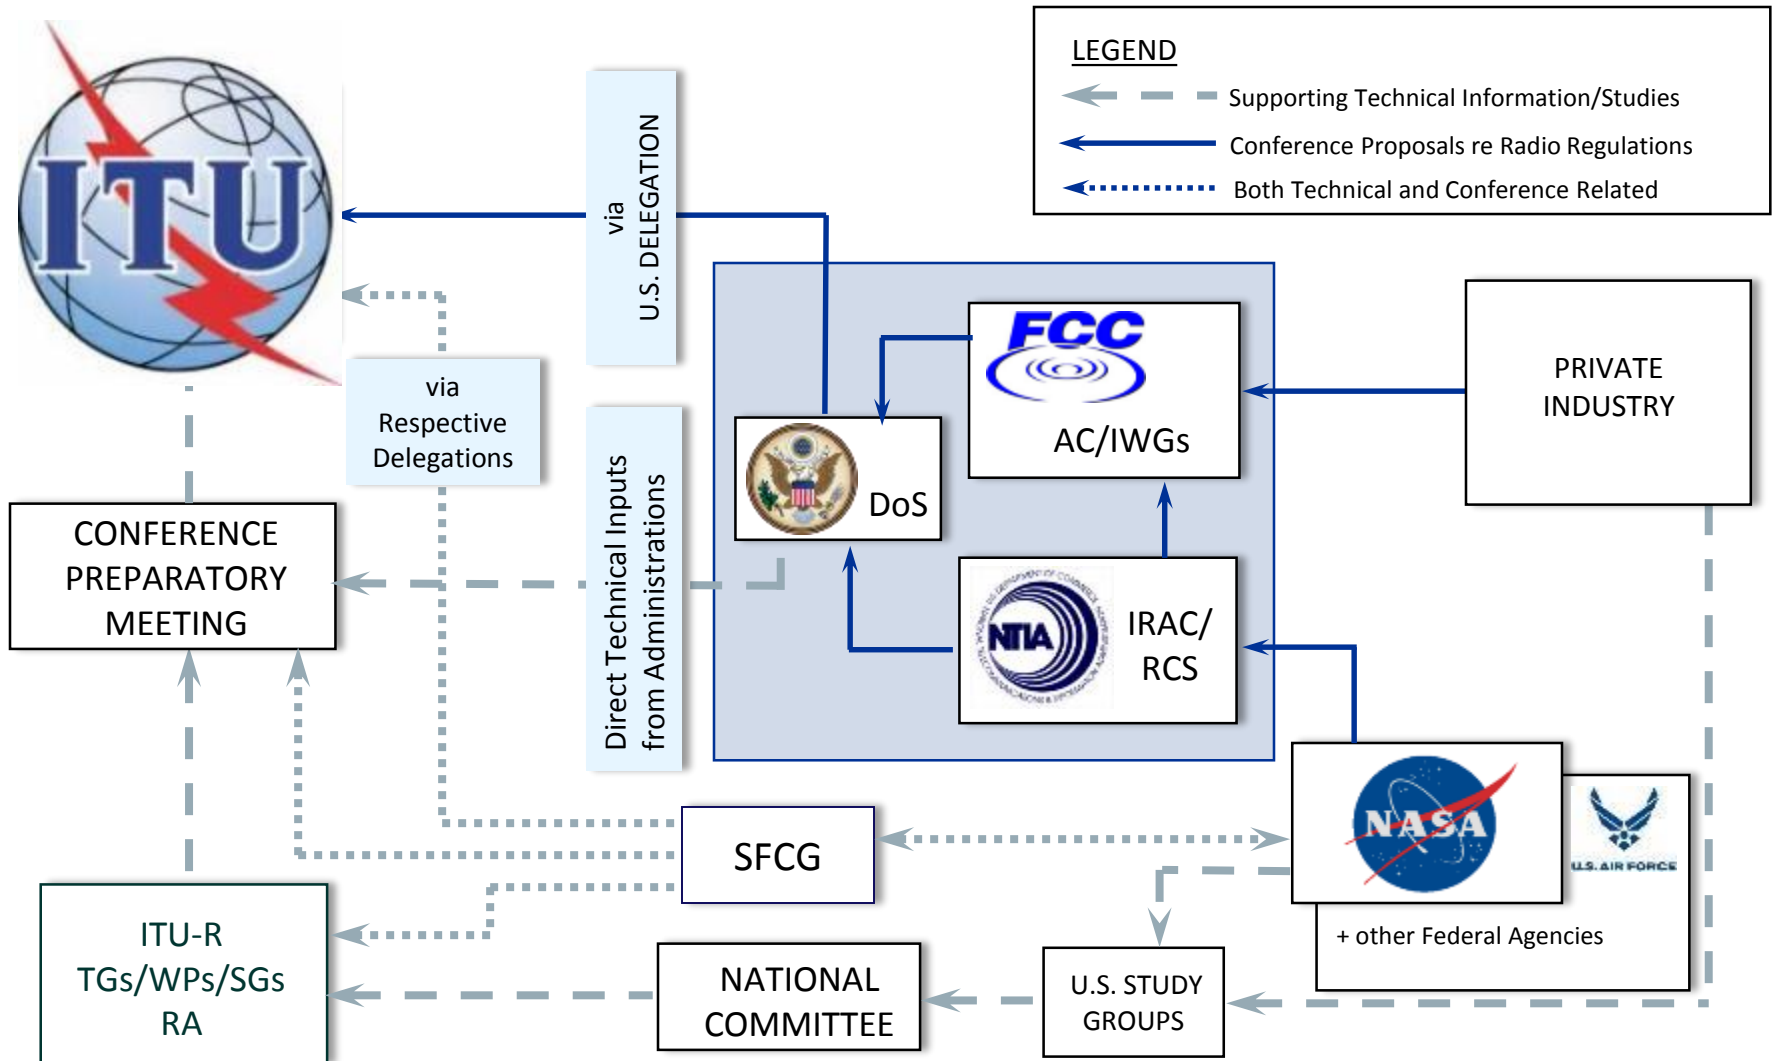 ITU
LEGEND
Supporting Technical Information/Studies
Conference Proposals re Radio Regulations
Both Technical and Conference Related
via
U.S. DELEGATION
via
Respective
Delegations
Direct Technical Inputs
from Administrations
FCC
AC/IWGs
DoS
NTIA
IRAC/
RCS
PRIVATE
INDUSTRY
CONFERENCE
PREPARATORY
MEETING
NASA
U.S. AIR FORCE
+ other Federal Agencies
SFCG
ITU-R
TGs/WPs/SGs
RA
NATIONAL
COMMITTEE
U.S. STUDY
GROUPS